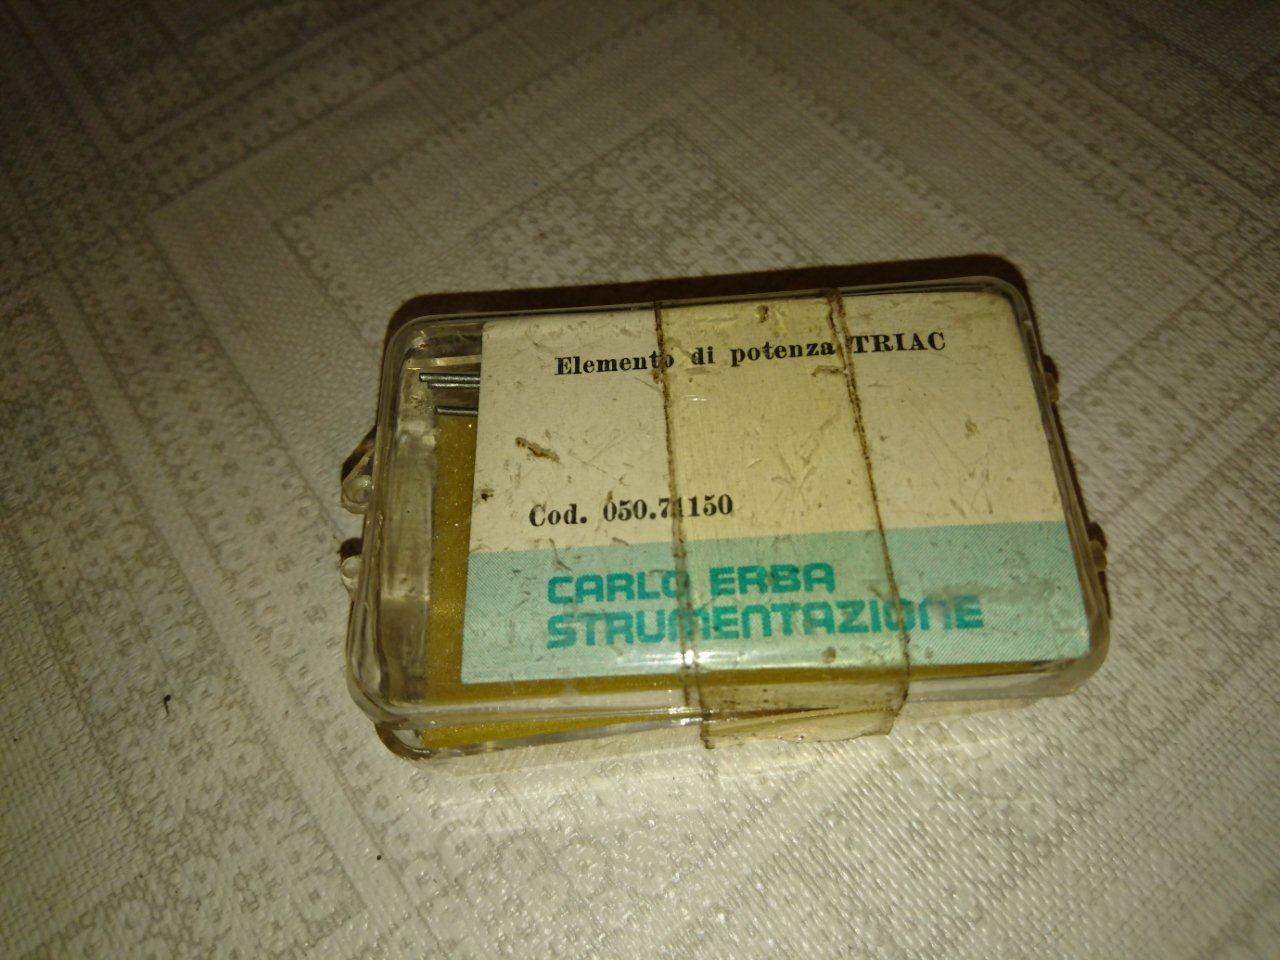 Elemento di potenza TRIAC
Cod. 050.71150
CARLO ERBA
STRUMENTAZIONE